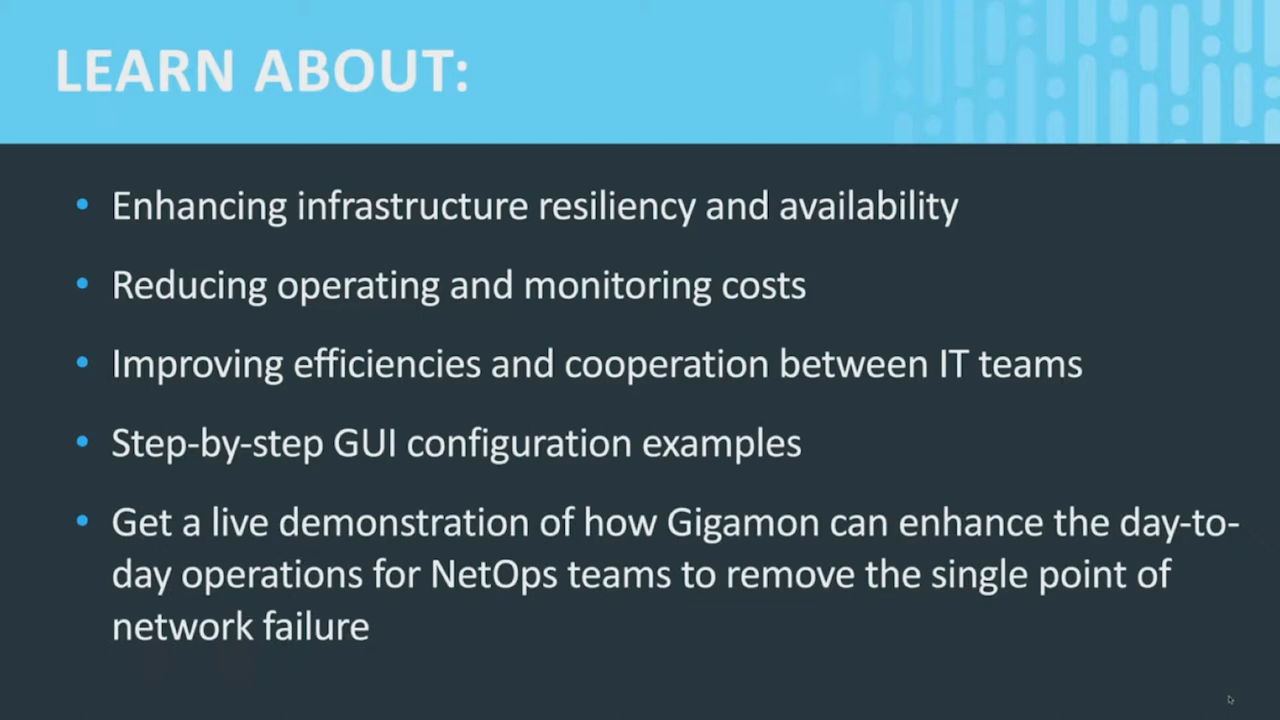 LEARN ABOUT:
• Enhancing infrastructure resiliency and availability
• Reducing operating and monitoring costs
• Improving efficiencies and cooperation between IT teams
• Step-by-step GUI configuration examples
• Get a live demonstration of how Gigamon can enhance the day-to-
day operations for NetOps teams to remove the single point of
network failure